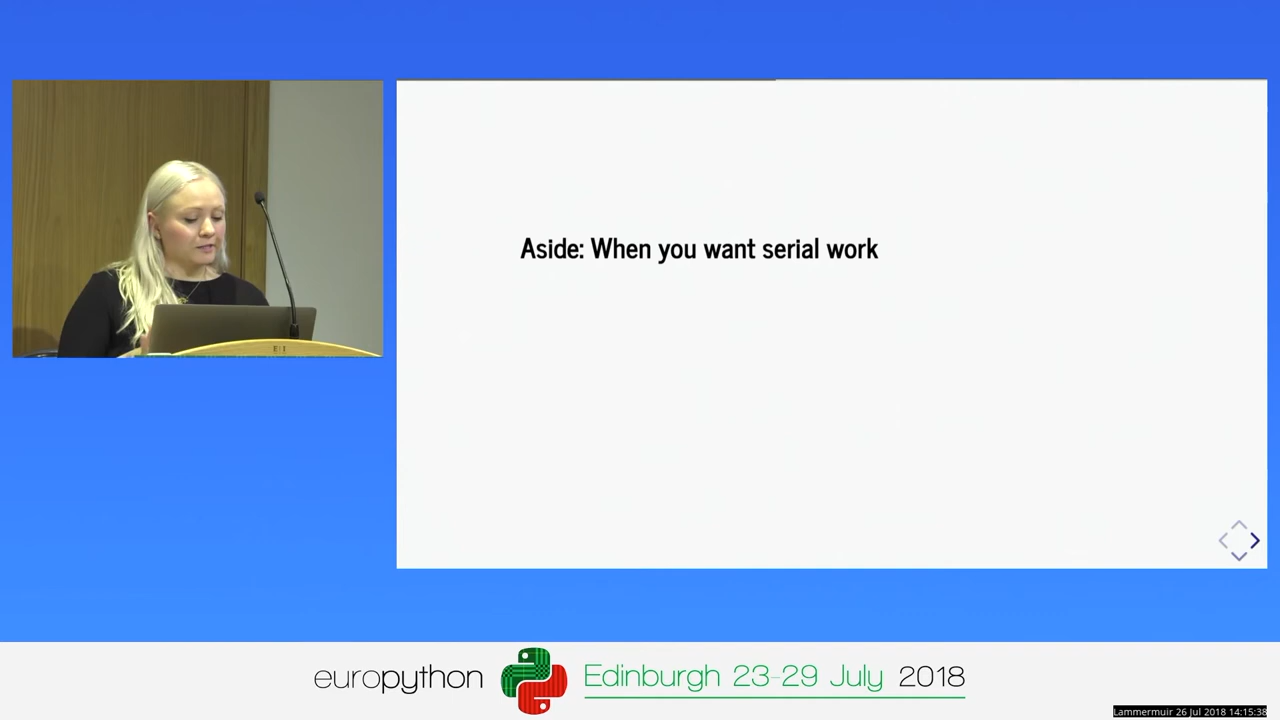 Aside: When you want serial work
europython Edinburgh 23-29 July 2018
Lammermuir 26 Jul 2018 14:15:38